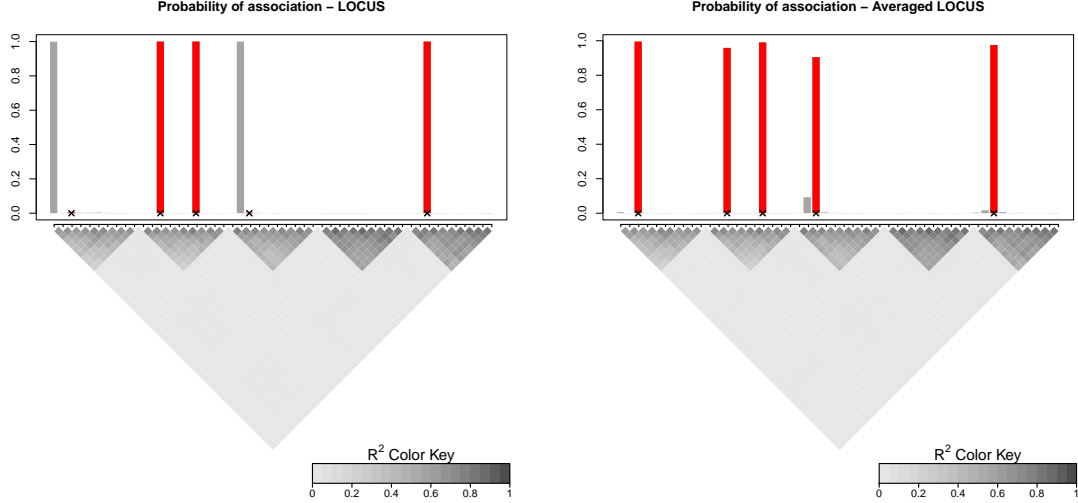 Probability of association – LOCUS
1.0
0.8
0.6
0.4
0.2
0.0
R² Color Key
0 0.2 0.4 0.6 0.8 1
Probability of association – Averaged LOCUS
1.0
0.8
0.6
0.4
0.2
0.0
R² Color Key
0 0.2 0.4 0.6 0.8 1